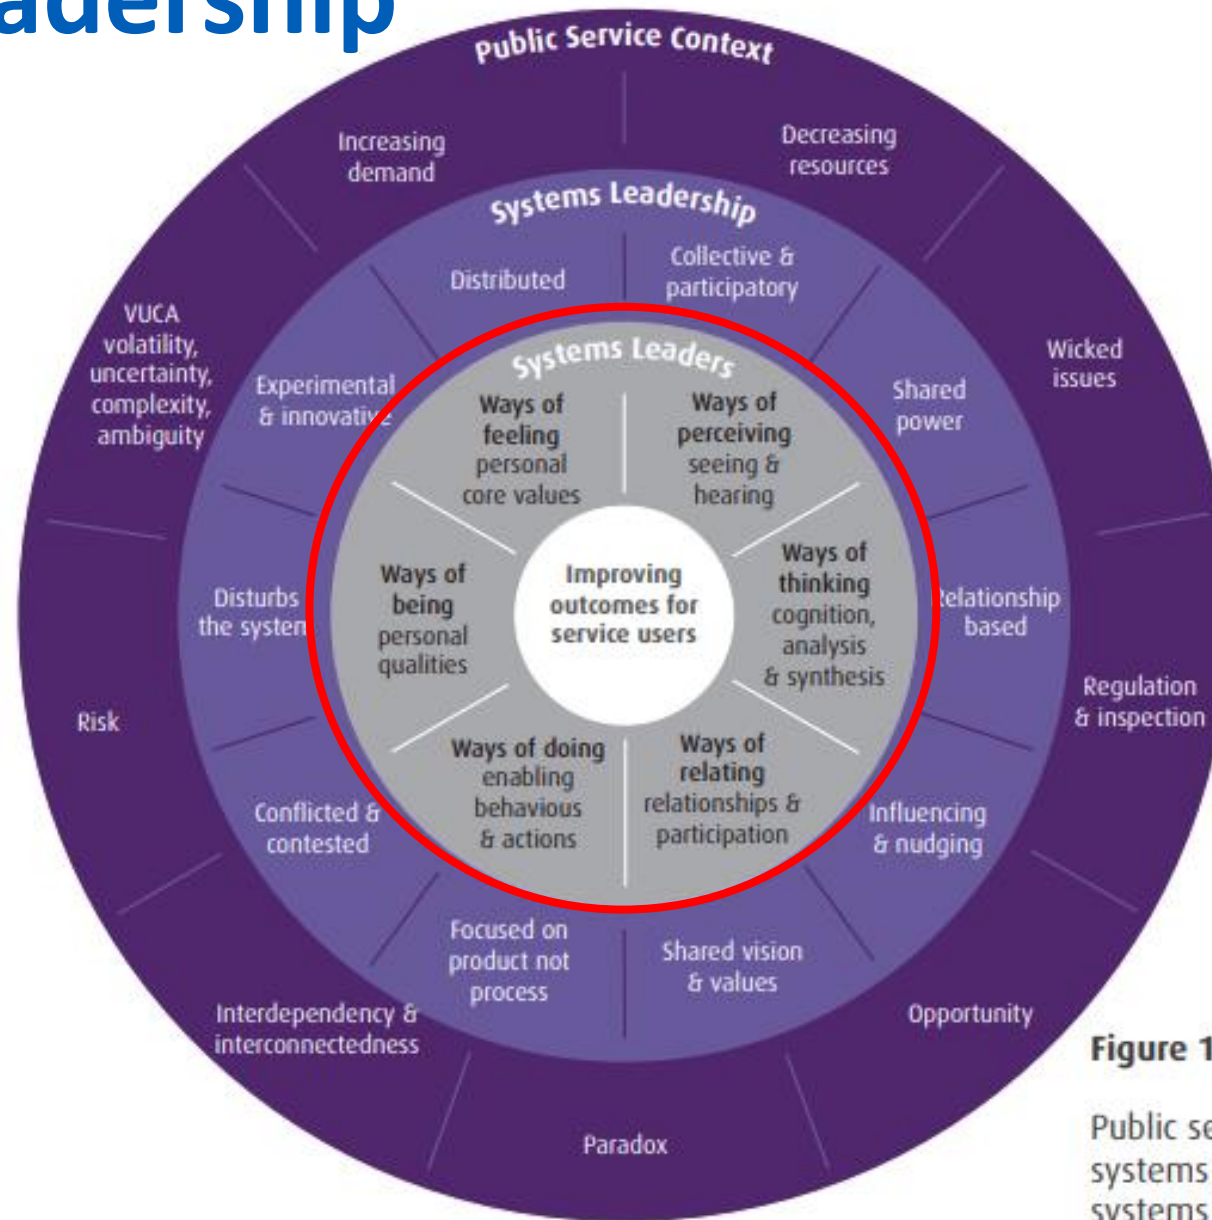 adership
Public Service Context
Increasing
demand
Decreasing
resources
Wicked
issues
Regulation
& inspection
Opportunity
Paradox
Interdependency &
interconnectedness
Risk
VUCA
volatility,
uncertainty,
complexity,
ambiguity
Systems Leadership
Distributed
Collective &
participatory
Shared
power
Relationship
based
Influencing
& nudging
Shared vision
& values
Focused on
product not
process
Conflicted &
contested
Disturbs
the system
Experimental
& innovative
Systems Leaders
Ways of
feeling
personal
core values
Ways of
perceiving
seeing &
hearing
Ways of
thinking
cognition,
analysis
& synthesis
Ways of
relating
relationships &
participation
Ways of doing
enabling
behavious
& actions
Ways of
being
personal
qualities
Improving
outcomes for
service users
Figure 1
Public se
systems
systems